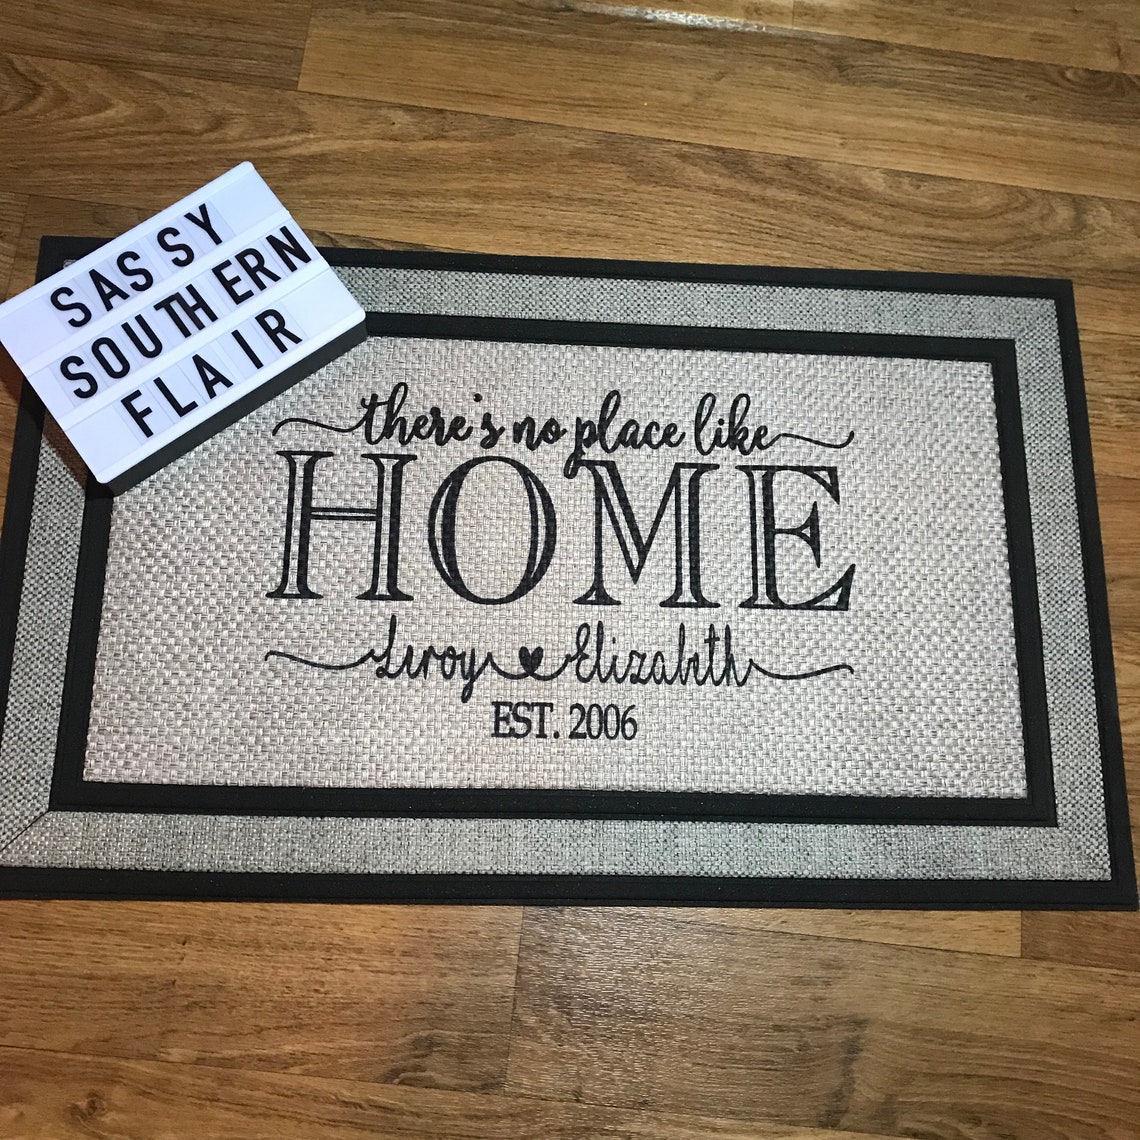 SASSY
SOUTHERN
FLAIR
there's no place like
HOME
Leroy Elizabeth
EST. 2006